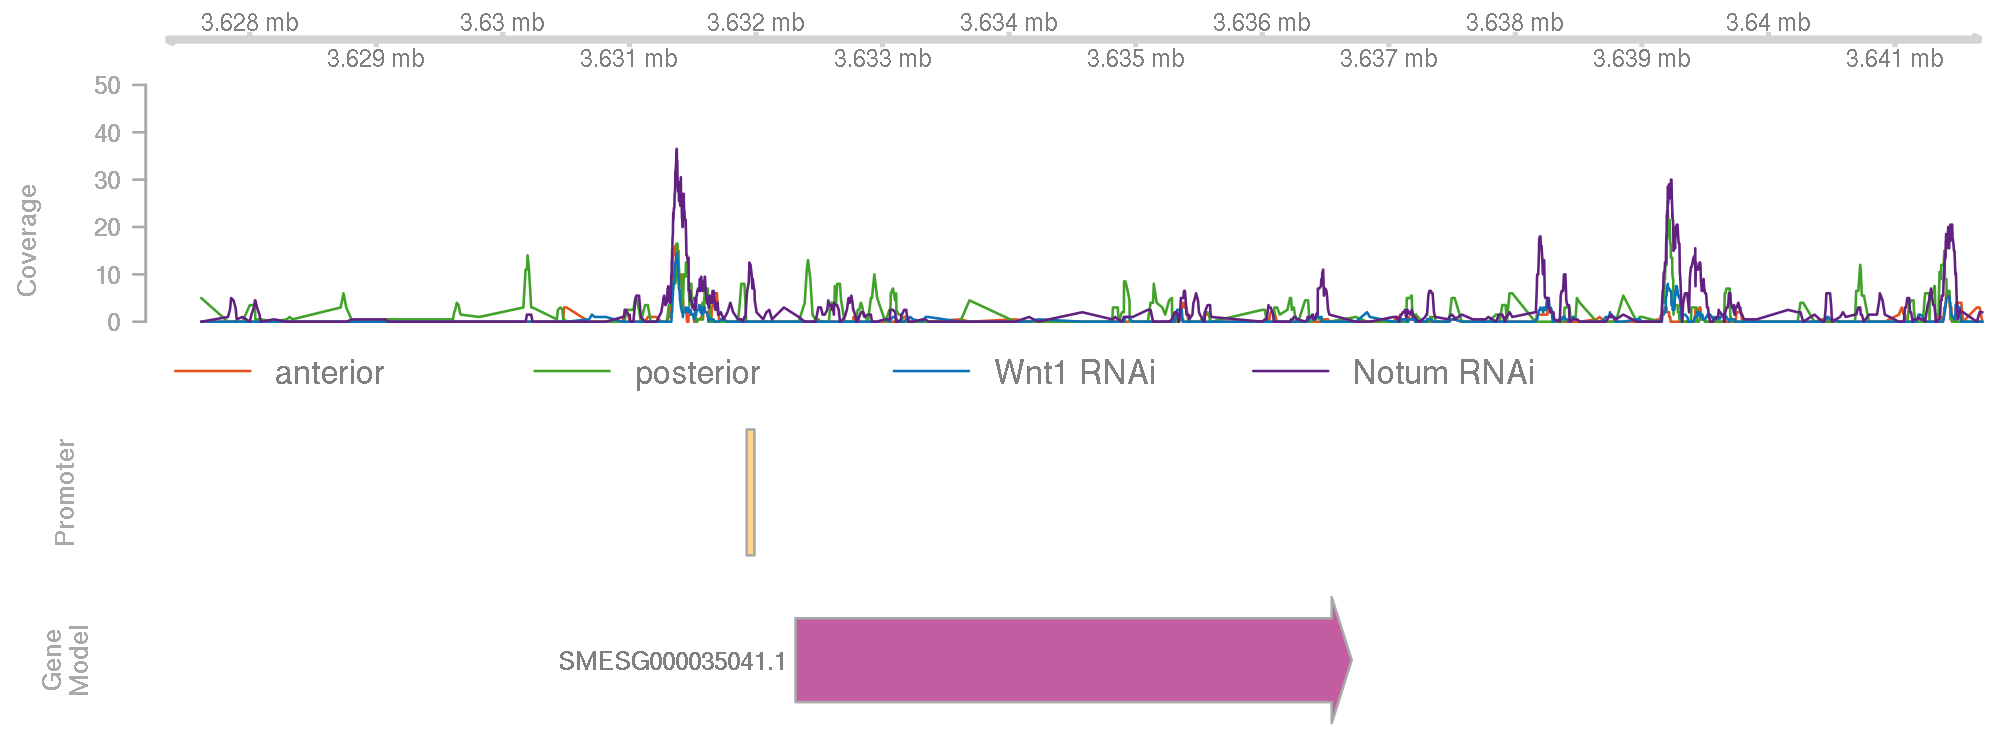 3.628 mb 3.63 mb 3.632 mb 3.634 mb 3.636 mb 3.638 mb 3.64 mb
3.629 mb 3.631 mb 3.633 mb 3.635 mb 3.637 mb 3.639 mb 3.641 mb
Coverage
50
40
30
20
10
0
anterior posterior Wnt1 RNAi Notum RNAi
Promoter
Gene
Model
SMESG000035041.1